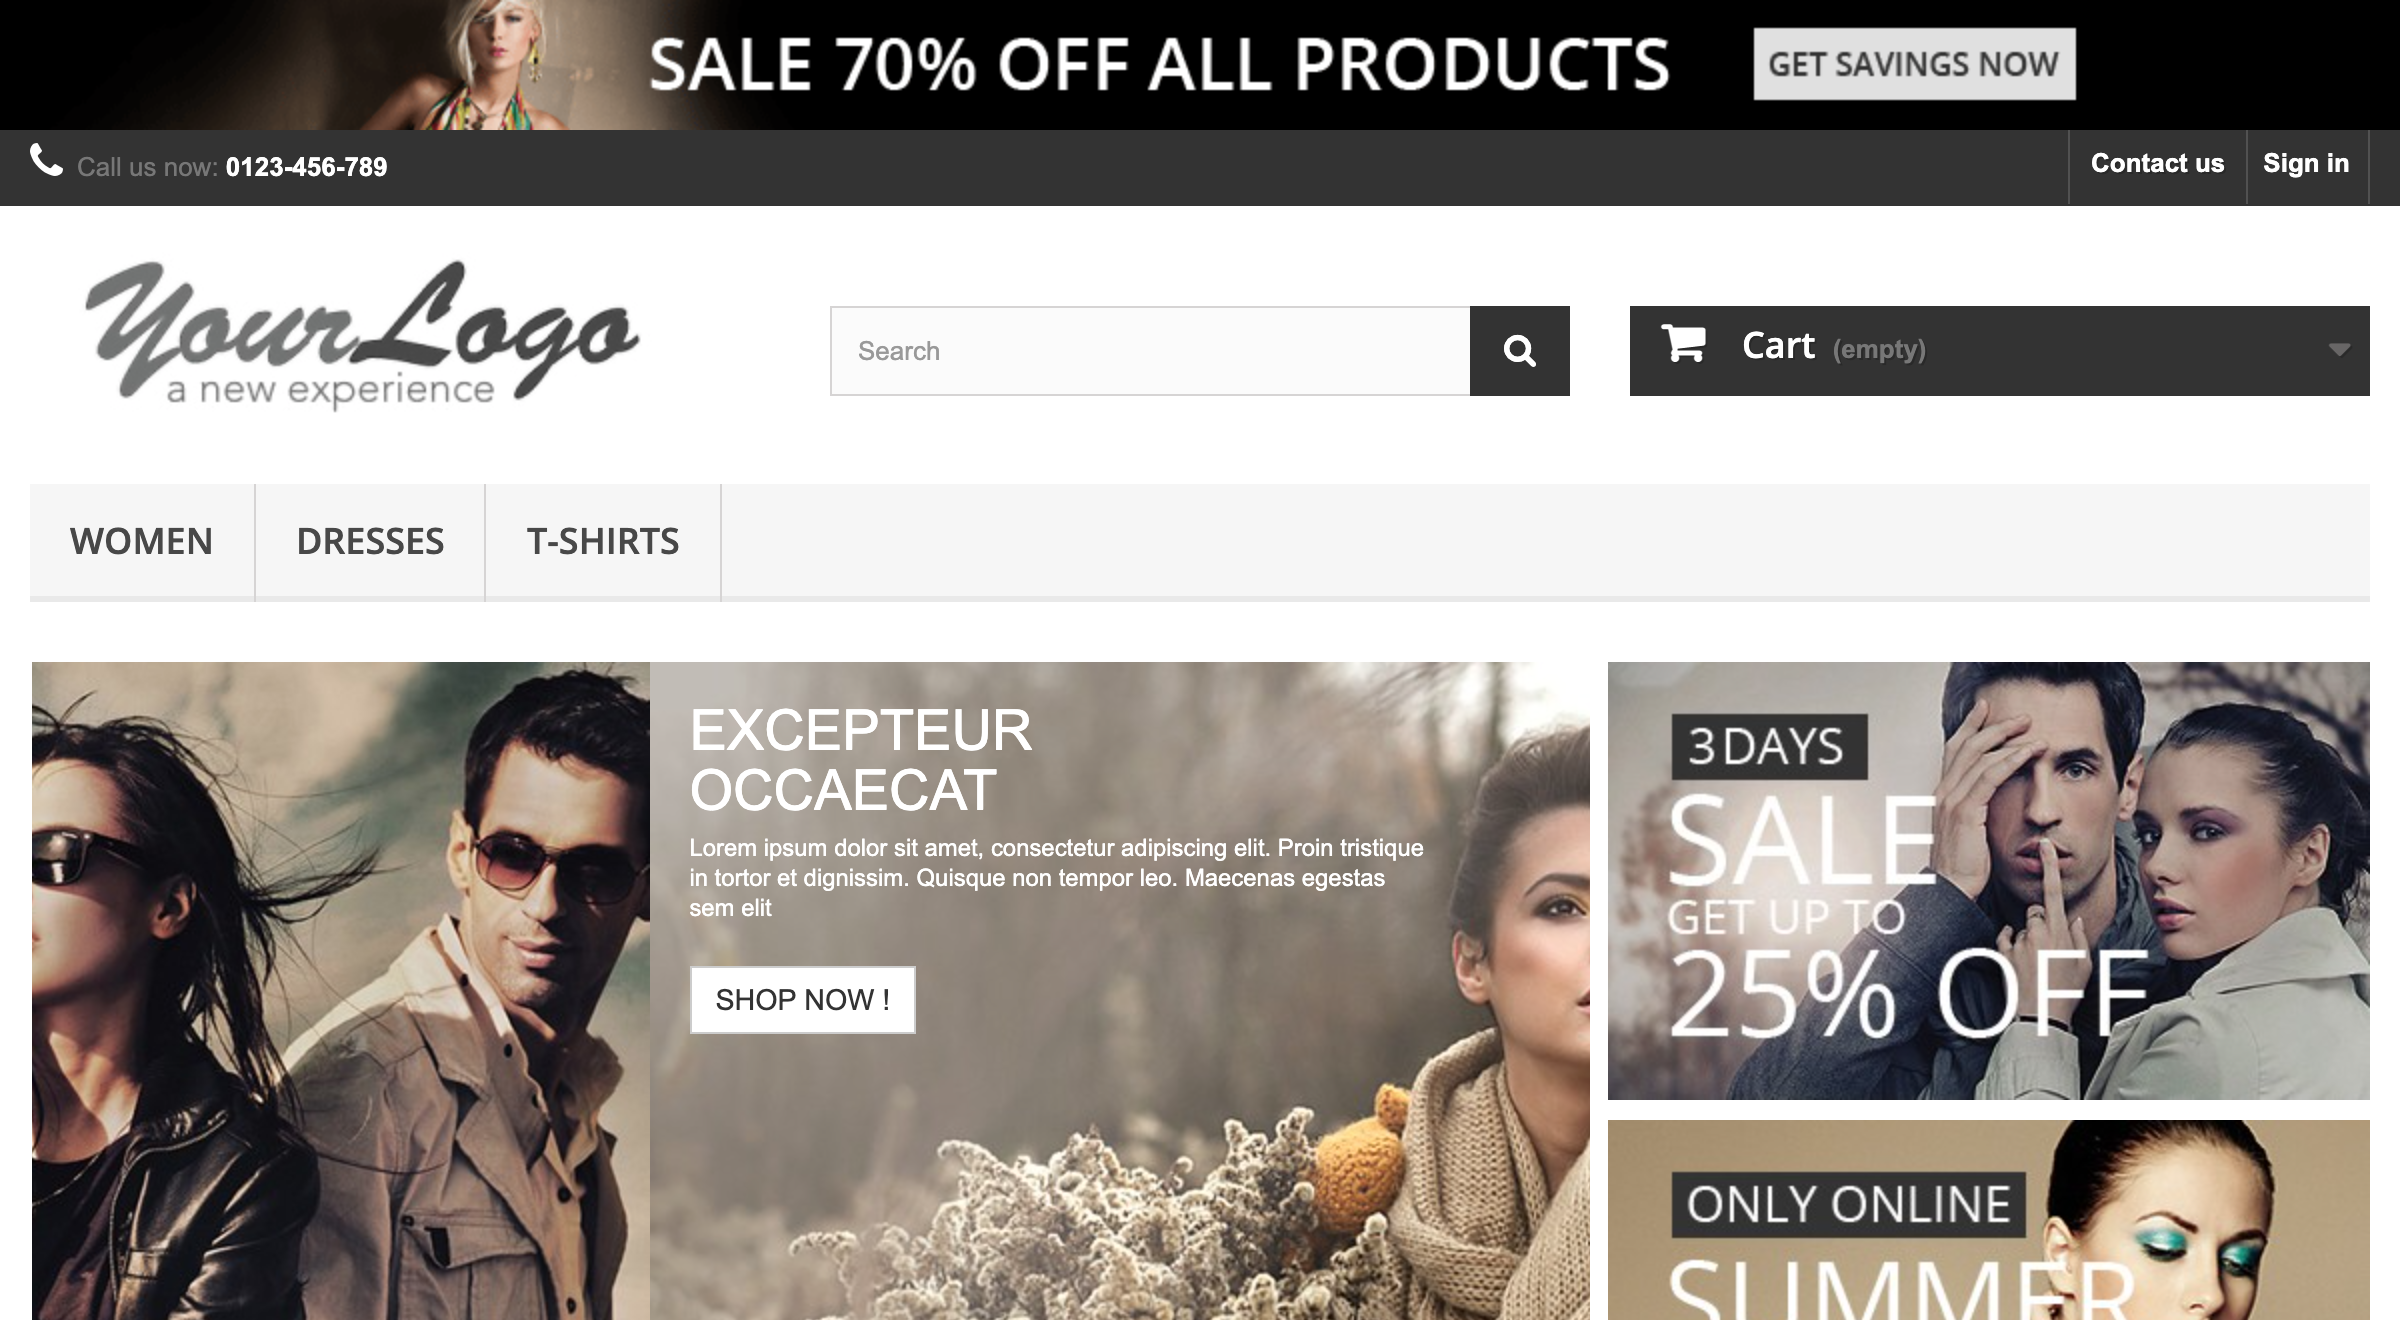 SALE 70% OFF ALL PRODUCTS
GET SAVINGS NOW
Call us now: 0123-456-789
Contact us
Sign in
YourLogo
a new experience
Search
Cart (empty)
WOMEN
DRESSES
T-SHIRTS
EXCEPTEUR
OCCAECAT
Lorem ipsum dolor sit amet, consectetur adipiscing elit. Proin tristique
in tortor et dignissim. Quisque non tempor leo. Maecenas egestas
sem elit
SHOP NOW !
3 DAYS
SALE
GET UP TO
25% OFF
ONLY ONLINE
SUMMER